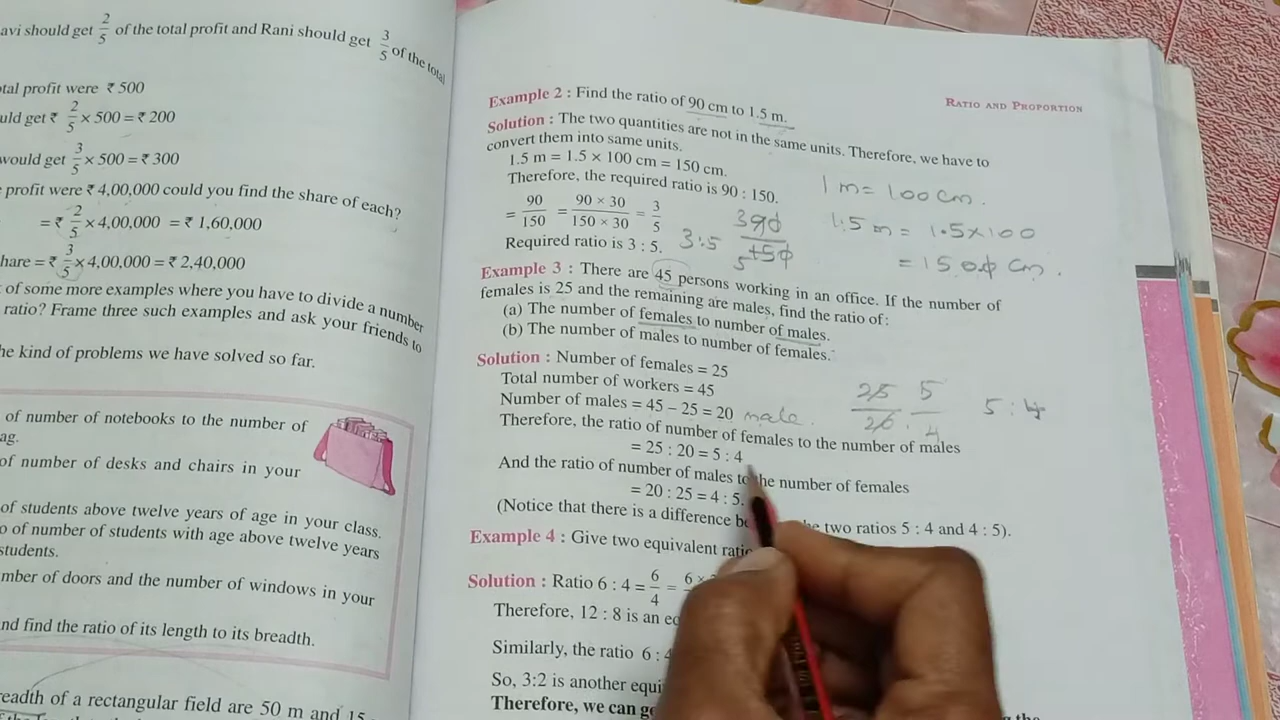 avi should get 2/5 of the total profit and Rani should get 3/5 of the total
tal profit were ₹ 500
uld get ₹ 2/5 × 500 = ₹ 200
would get 3/5 × 500 = ₹ 300
profit were ₹ 4,00,000 could you find the share of each?
= ₹ 2/5 × 4,00,000 = ₹ 1,60,000
hare = ₹ 3/5 × 4,00,000 = ₹ 2,40,000
of some more examples where you have to divide a number
ratio? Frame three such examples and ask your friends to
he kind of problems we have solved so far.
of number of notebooks to the number of
ag.
of number of desks and chairs in your
of students above twelve years of age in your class.
o of number of students with age above twelve years
students.
mber of doors and the number of windows in your
nd find the ratio of its length to its breadth.
readth of a rectangular field are 50 m and 15
RATIO AND PROPORTION
Example 2 : Find the ratio of 90 cm to 1.5 m.
Solution : The two quantities are not in the same units. Therefore, we have to
convert them into same units.
1.5 m = 1.5 × 100 cm = 150 cm.
Therefore, the required ratio is 90 : 150.
= 90/150 = 90 × 30/150 × 30 = 3/5
Required ratio is 3 : 5.
1 m = 100 cm.
1.5 m = 1.5 × 100
= 150.0 cm.
3:5
Example 3 : There are 45 persons working in an office. If the number of
females is 25 and the remaining are males, find the ratio of:
(a) The number of females to number of males.
(b) The number of males to number of females.
Solution : Number of females = 25
Total number of workers = 45
Number of males = 45 – 25 = 20 male.
Therefore, the ratio of number of females to the number of males
= 25 : 20 = 5 : 4
5/4 5 : 4
And the ratio of number of males to the number of females
= 20 : 25 = 4 : 5.
(Notice that there is a difference be the two ratios 5 : 4 and 4 : 5).
Example 4 : Give two equivalent ratio
Solution : Ratio 6 : 4 = 6/4 = 6 ×
Therefore, 12 : 8 is an eq
Similarly, the ratio 6 : 4
So, 3:2 is another equi
Therefore, we can ge